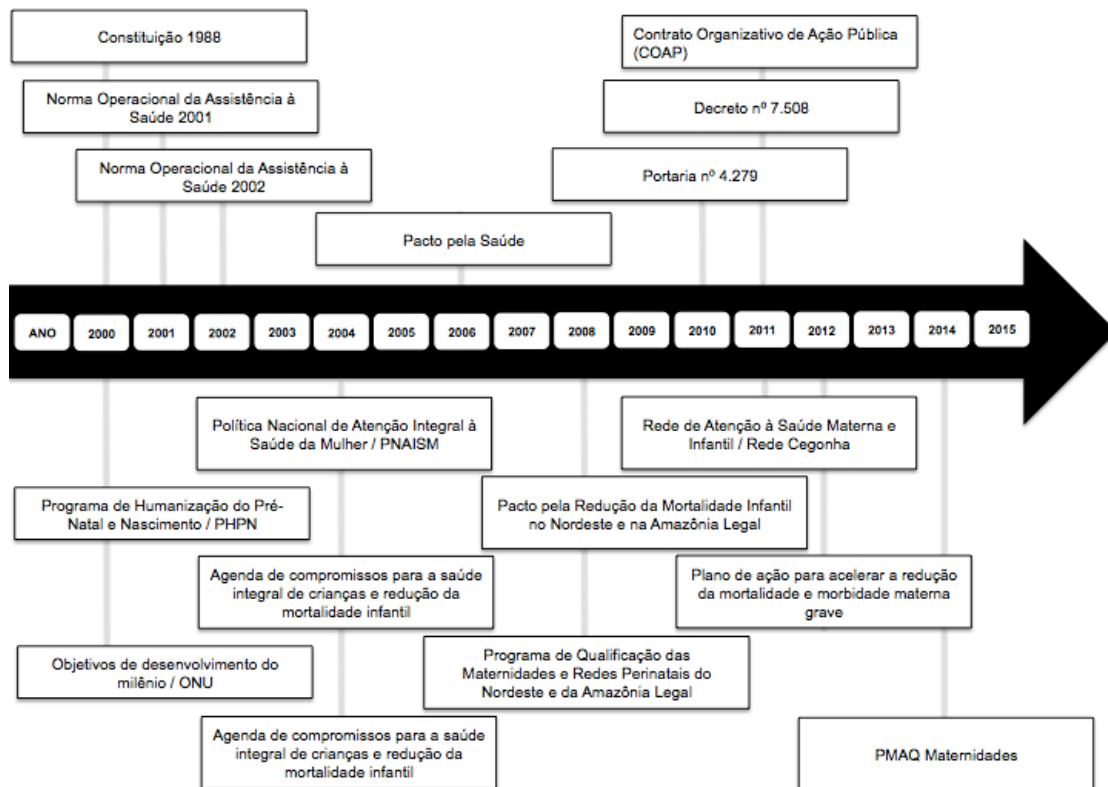 Constituição 1988
Contrato Organizativo de Ação Pública
(COAP)
Norma Operacional da Assistência à
Saúde 2001
Decreto nº 7.508
Norma Operacional da Assistência à
Saúde 2002
Portaria nº 4.279
Pacto pela Saúde
ANO 2000 2001 2002 2003 2004 2005 2006 2007 2008 2009 2010 2011 2012 2013 2014 2015
Política Nacional de Atenção Integral à
Saúde da Mulher / PNAISM
Rede de Atenção à Saúde Materna e
Infantil / Rede Cegonha
Programa de Humanização do Pré-
Natal e Nascimento / PHPN
Pacto pela Redução da Mortalidade Infantil
no Nordeste e na Amazônia Legal
Agenda de compromissos para a saúde
integral de crianças e redução da
mortalidade infantil
Plano de ação para acelerar a redução
da mortalidade e morbidade materna
grave
Objetivos de desenvolvimento do
milênio / ONU
Programa de Qualificação das
Maternidades e Redes Perinatais do
Nordeste e da Amazônia Legal
Agenda de compromissos para a saúde
integral de crianças e redução da
mortalidade infantil
PMAQ Maternidades